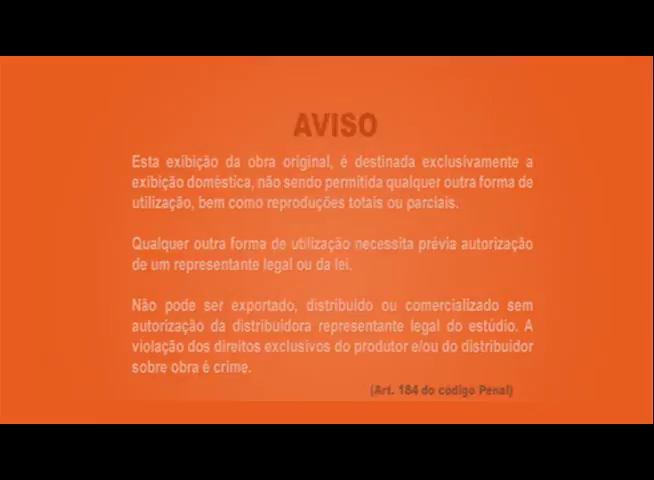 AVISO
Esta exibição da obra original, é destinada exclusivamente a
exibição doméstica, não sendo permitida qualquer outra forma de
utilização, bem como reproduções totais ou parciais.
Qualquer outra forma de utilização necessita prévia autorização
de um representante legal ou da lei.
Não pode ser exportado, distribuido ou comercializado sem
autorização da distribuidora representante legal do estúdio. A
violação dos direitos exclusivos do produtor e/ou do distribuidor
sobre obra é crime.
(Art. 184 do código Penal)